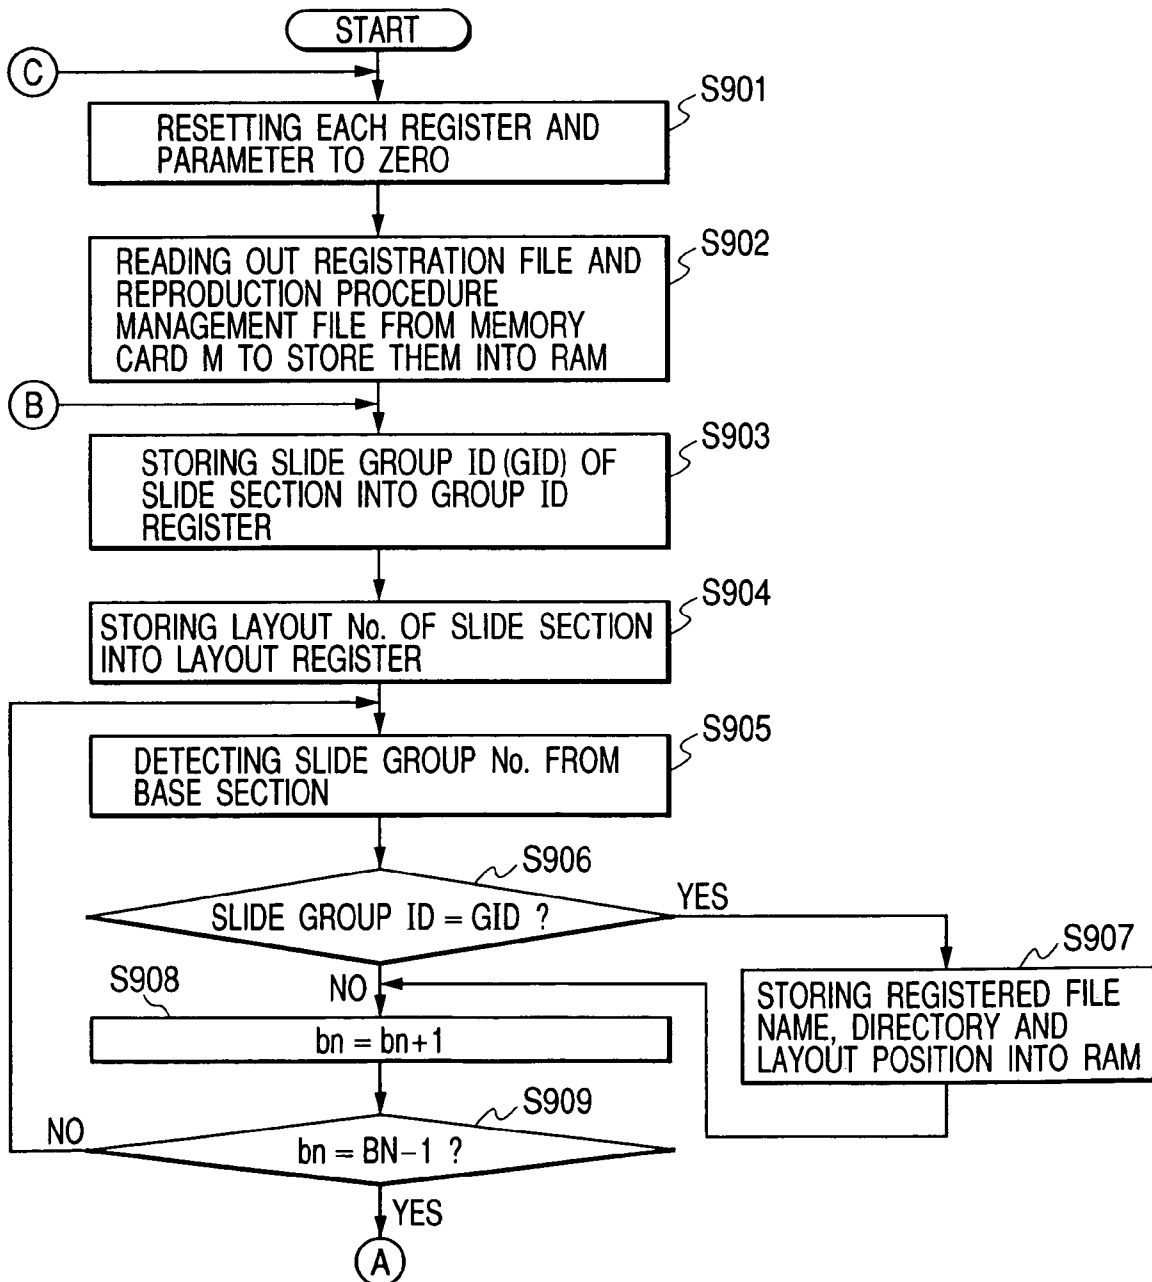 START
C
S901
RESETTING EACH REGISTER AND
PARAMETER TO ZERO
S902
READING OUT REGISTRATION FILE AND
REPRODUCTION PROCEDURE
MANAGEMENT FILE FROM MEMORY
CARD M TO STORE THEM INTO RAM
B
S903
STORING SLIDE GROUP ID (GID) OF
SLIDE SECTION INTO GROUP ID
REGISTER
S904
STORING LAYOUT No. OF SLIDE SECTION
INTO LAYOUT REGISTER
S905
DETECTING SLIDE GROUP No. FROM
BASE SECTION
S906
SLIDE GROUP ID = GID ?
YES
S907
STORING REGISTERED FILE
NAME, DIRECTORY AND
LAYOUT POSITION INTO RAM
NO
S908
bn = bn+1
S909
bn = BN-1 ?
NO
YES
A